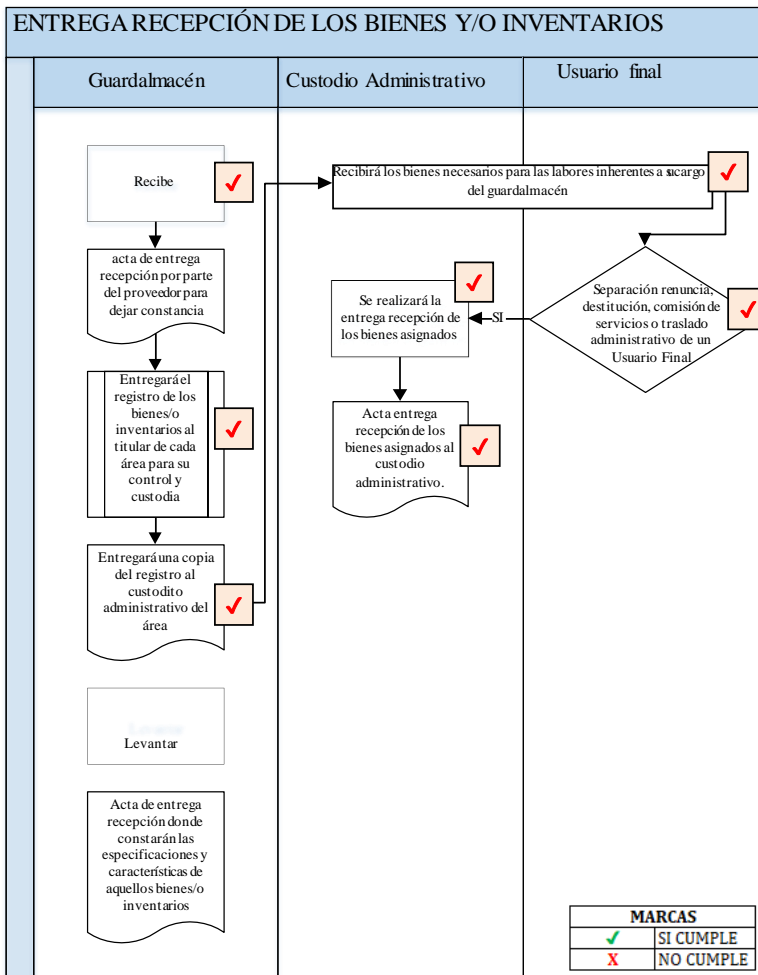 ENTREGA RECEPCIÓN DE LOS BIENES Y/O INVENTARIOS
Guardalmacén
Custodio Administrativo
Usuario final
Recibe
✓
acta de entrega
recepción por parte
del proveedor para
dejar constancia
Entregará el
registro de los
bienes/o
inventarios al
titular de cada
área para su
control y
custodia
✓
Entregará una copia
del registro al
custodito
administrativo del
área
✓
Levantar
Acta de entrega
recepción donde
constarán las
especificaciones y
características de
aquellos bienes/o
inventarios
Recibirá los bienes necesarios para las labores inherentes a su cargo
del guardalmacén
✓
Separación renuncia,
destitución, comisión de
servicios o traslado
administrativo de un
Usuario Final
✓
SI
Se realizará la
entrega recepción de
los bienes asignados
✓
Acta entrega
recepción de los
bienes asignados al
custodio
administrativo.
✓
MARCAS
✓ SI CUMPLE
X NO CUMPLE